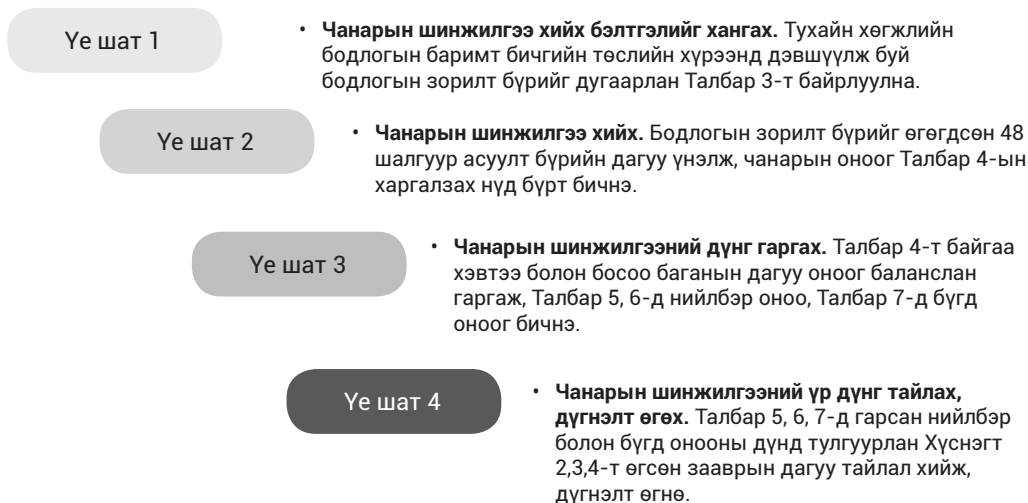 Үе шат 1
• Чанарын шинжилгээ хийх бэлтгэлийг хангах. Тухайн хөгжлийн
бодлогын баримт бичгийн төслийн хүрээнд дэвшүүлж буй
бодлогын зорилт бүрийг дугаарлан Талбар 3-т байрлуулна.
Үе шат 2
• Чанарын шинжилгээ хийх. Бодлогын зорилт бүрийг өгөгдсөн 48
шалгуур асуулт бүрийн дагуу үнэлж, чанарын оноог Талбар 4-ын
харгалзах нүд бүрт бичнэ.
Үе шат 3
• Чанарын шинжилгээний дүнг гаргах. Талбар 4-т байгаа
хэвтээ болон босоо баганын дагуу оноог баланслан
гаргаж, Талбар 5, 6-д нийлбэр оноо, Талбар 7-д бүгд
оноог бичнэ.
Үе шат 4
• Чанарын шинжилгээний үр дүнг тайлах,
дүгнэлт өгөх. Талбар 5, 6, 7-д гарсан нийлбэр
болон бүгд онооны дүнд тулгуурлан Хүснэгт
2,3,4-т өгсөн зааврын дагуу тайлал хийж,
дүгнэлт өгнө.